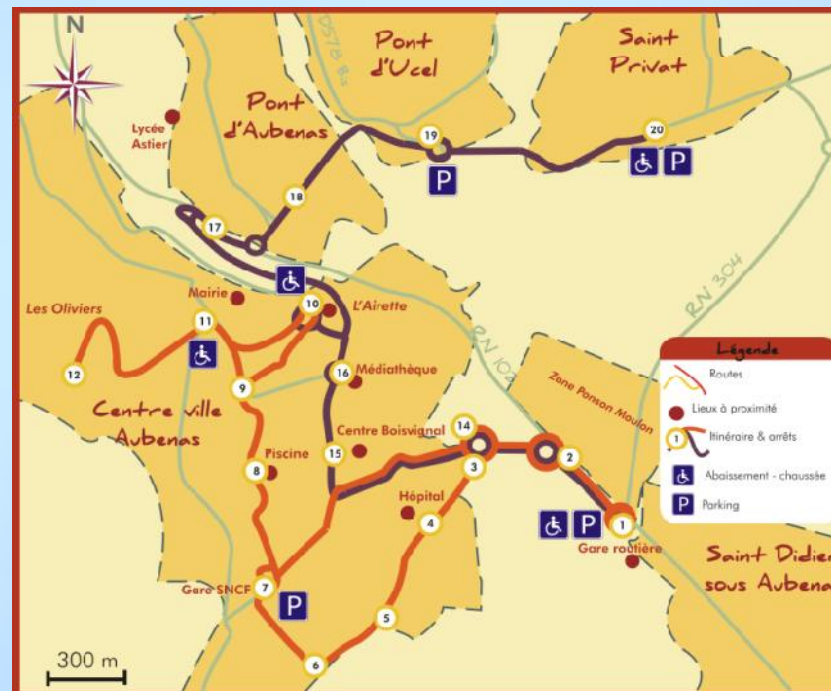 N
D578 Bis
Pont
d'Ucel
Saint
Privat
Pont
d'Aubenas
Lycée
Astier
19
P
20
P
18
17
RN 304
Mairie
10
L'Airette
Les Oliviers
11
12
RN 102
9
16
Médiathèque
Centre ville
Aubenas
Zone Ponson Moulon
Centre Boisvignal
14
15
3
2
Piscine
8
Hôpital
4
P
1
Gare routière
Gare SNCF
7
P
5
6
Saint Didier
sous Aubenas
300 m
Légende
Routes
Lieux à proximité
1
Itinéraire & arrêts
Abaissement - chaussée
P
Parking